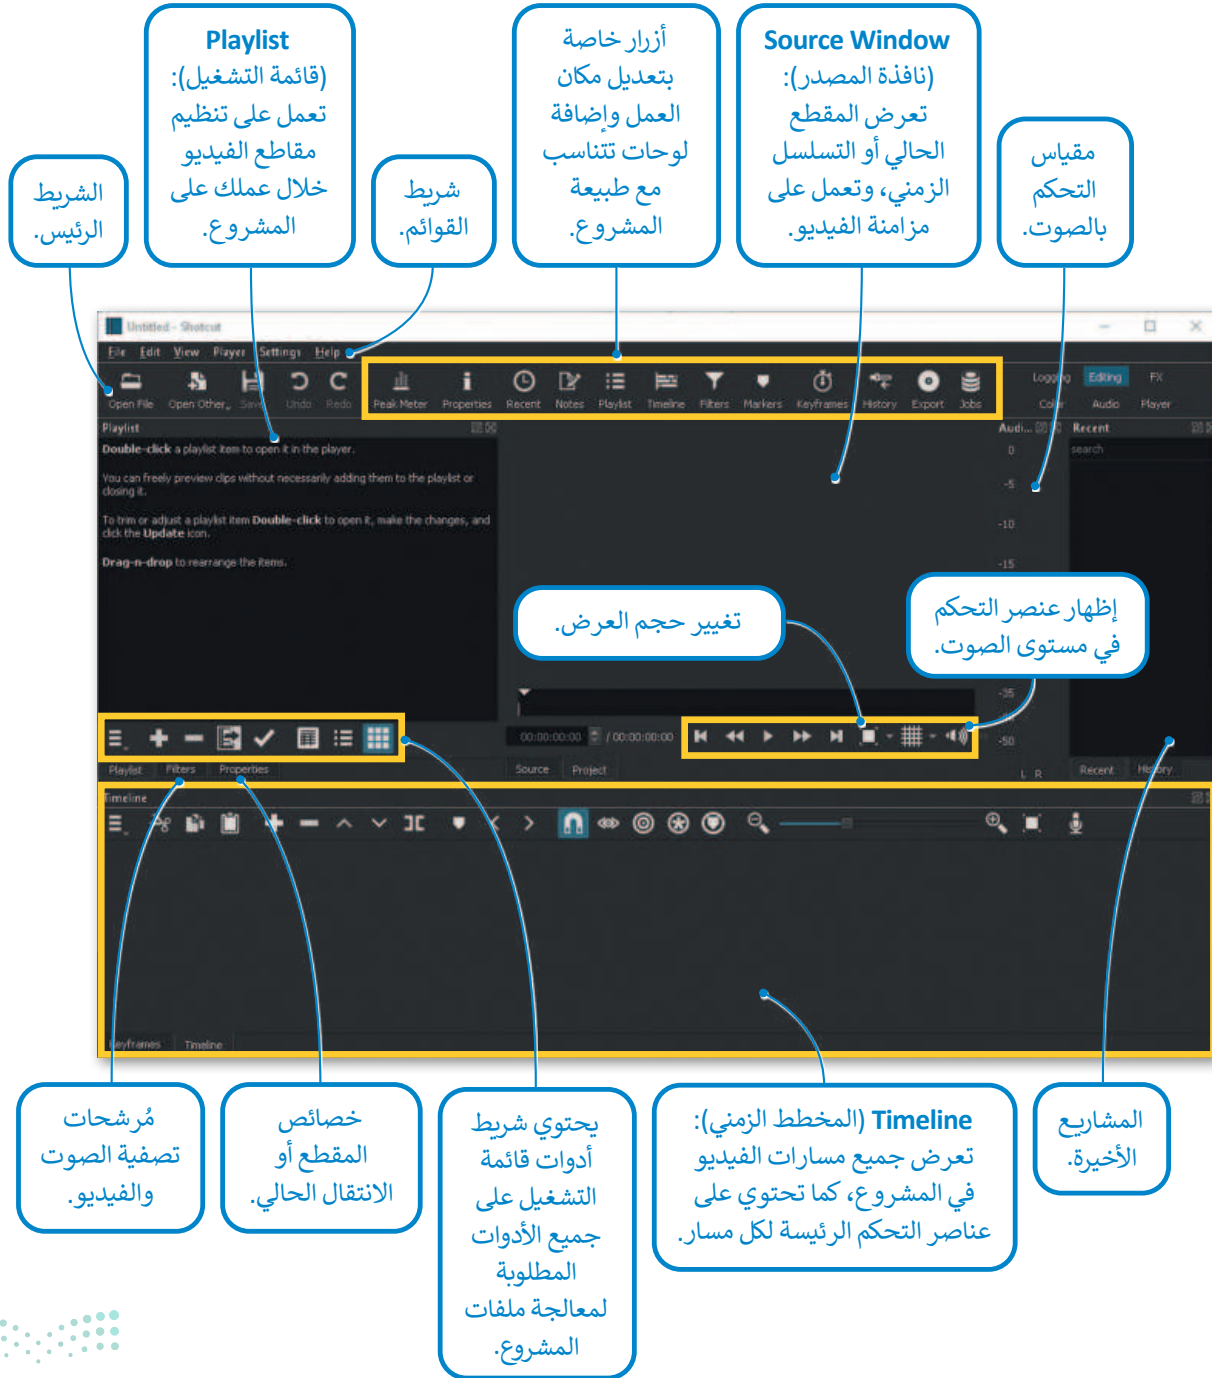 Playlist
(قائمة التشغيل):
تعمل على تنظيم
مقاطع الفيديو
خلال عملك على
المشروع.
أزرار خاصة
بتعديل مكان
العمل وإضافة
لوحات تتناسب
مع طبيعة
المشروع.
Source Window
(نافذة المصدر):
تعرض المقطع
الحالي أو التسلسل
الزمني، وتعمل على
مزامنة الفيديو.
مقياس
التحكم
بالصوت.
شريط
القوائم.
الشريط
الرئيس.
Untitled - Shotcut
File Edit View Player Settings Help
Open File Open Other... Save Undo Redo Peak Meter Properties Recent Notes Playlist Timeline Filters Markers Keyframes History Export Jobs
Logging Editing FX
Color Audio Player
Playlist
Audi...
Recent
Double-click a playlist item to open it in the player.
You can freely preview clips without necessarily adding them to the playlist or
closing it.
To trim or adjust a playlist item Double-click to open it, make the changes, and
click the Update icon.
Drag-n-drop to rearrange the items.
search
0
-5
-10
-15
-35
-50
L R
تغيير حجم العرض.
إظهار عنصر التحكم
في مستوى الصوت.
00:00:00:00 / 00:00:00:00
Playlist Filters Properties
Source Project
Recent History
Timeline
Keyframes Timeline
مُرشحات
تصفية الصوت
والفيديو.
خصائص
المقطع أو
الانتقال الحالي.
يحتوي شريط
أدوات قائمة
التشغيل على
جميع الأدوات
المطلوبة
لمعالجة ملفات
المشروع.
Timeline (المخطط الزمني):
تعرض جميع مسارات الفيديو
في المشروع، كما تحتوي على
عناصر التحكم الرئيسة لكل مسار.
المشاريع
الأخيرة.